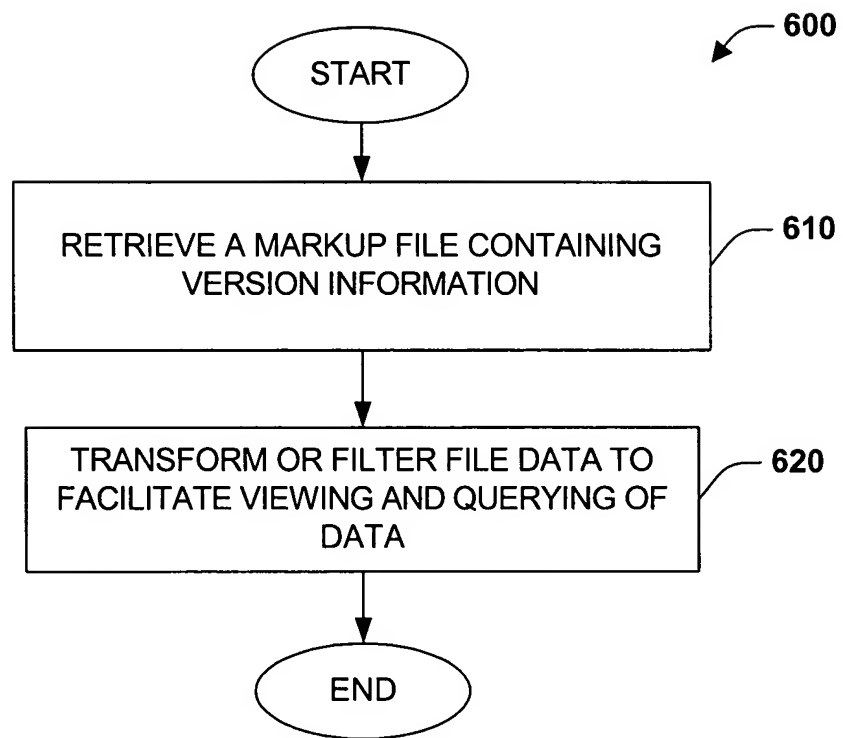 600
START
RETRIEVE A MARKUP FILE CONTAINING
VERSION INFORMATION
610
TRANSFORM OR FILTER FILE DATA TO
FACILITATE VIEWING AND QUERYING OF
DATA
620
END